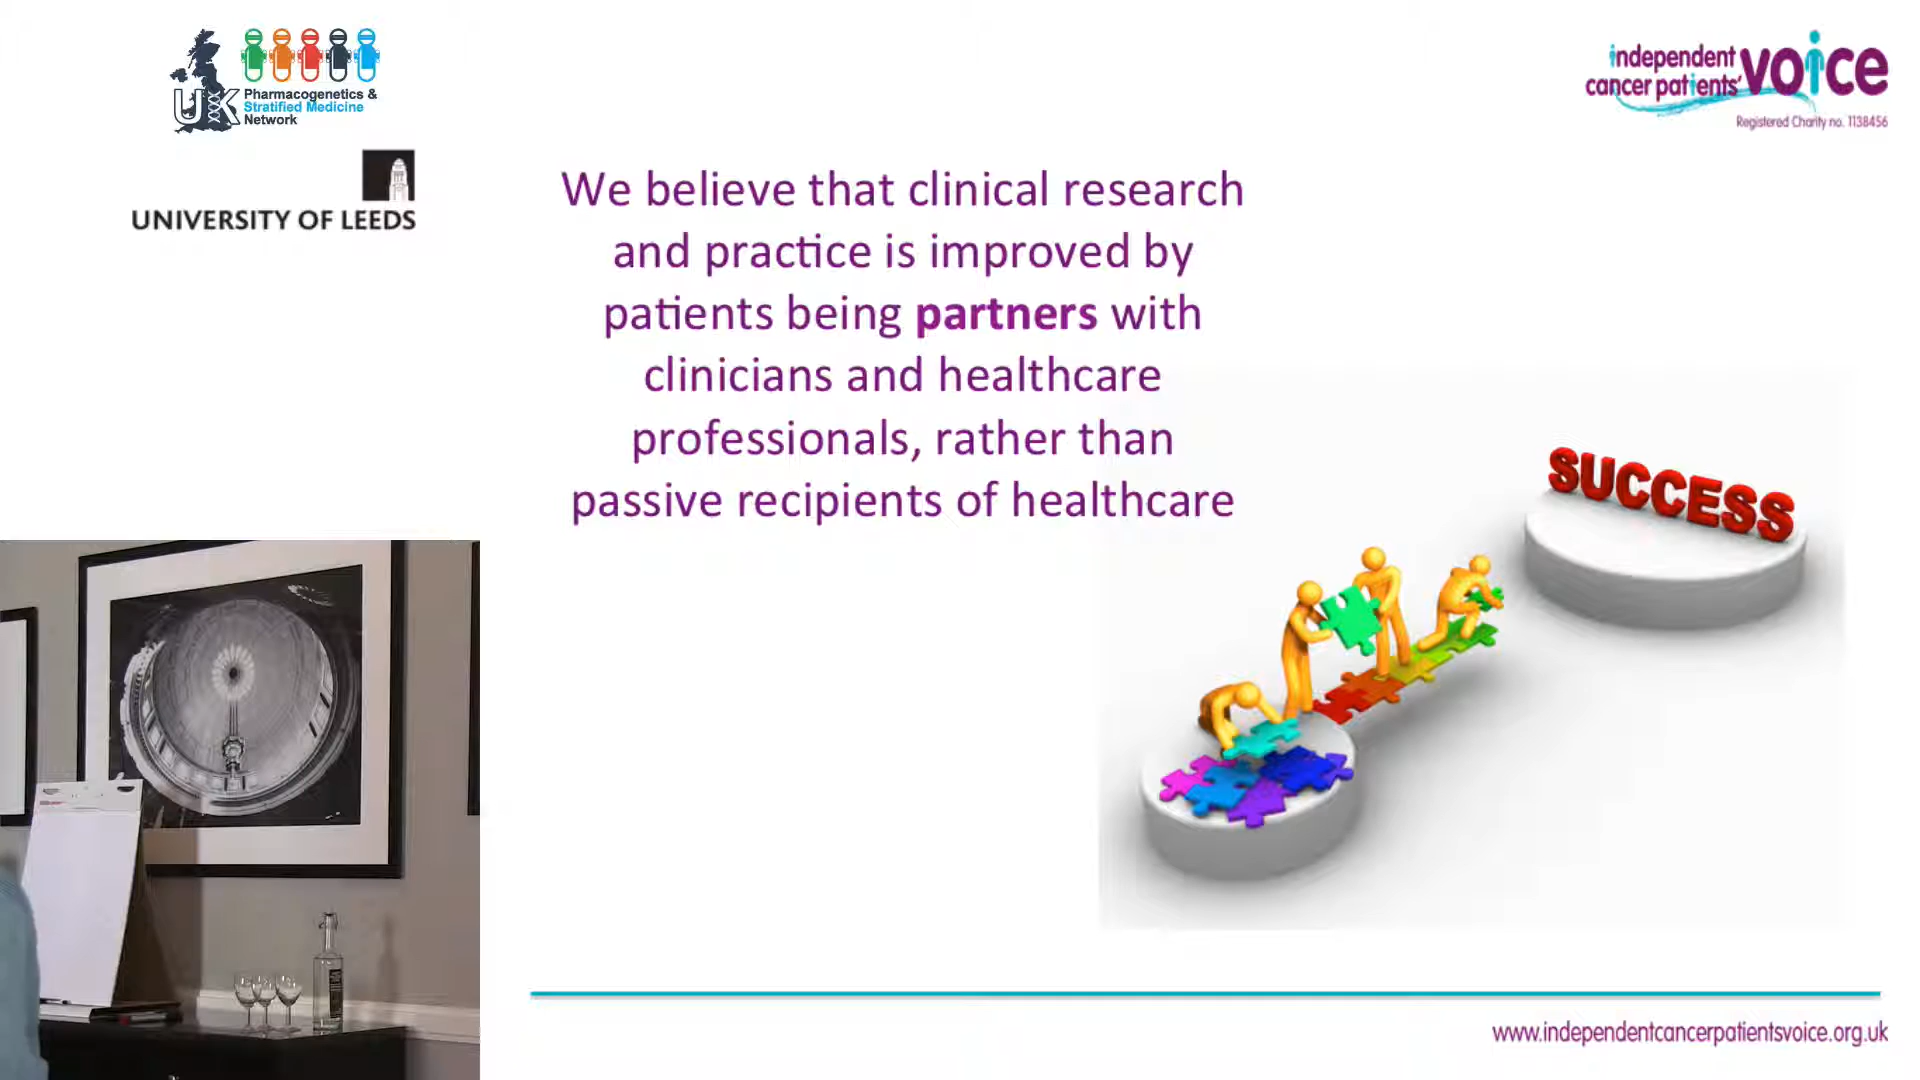 UK
Pharmacogenetics &
Stratified Medicine
Network
UNIVERSITY OF LEEDS
independent
cancer patients'
voice
Registered Charity no. 1138456
We believe that clinical research
and practice is improved by
patients being partners with
clinicians and healthcare
professionals, rather than
passive recipients of healthcare
SUCCESS
www.independentcancerpatientsvoice.org.uk